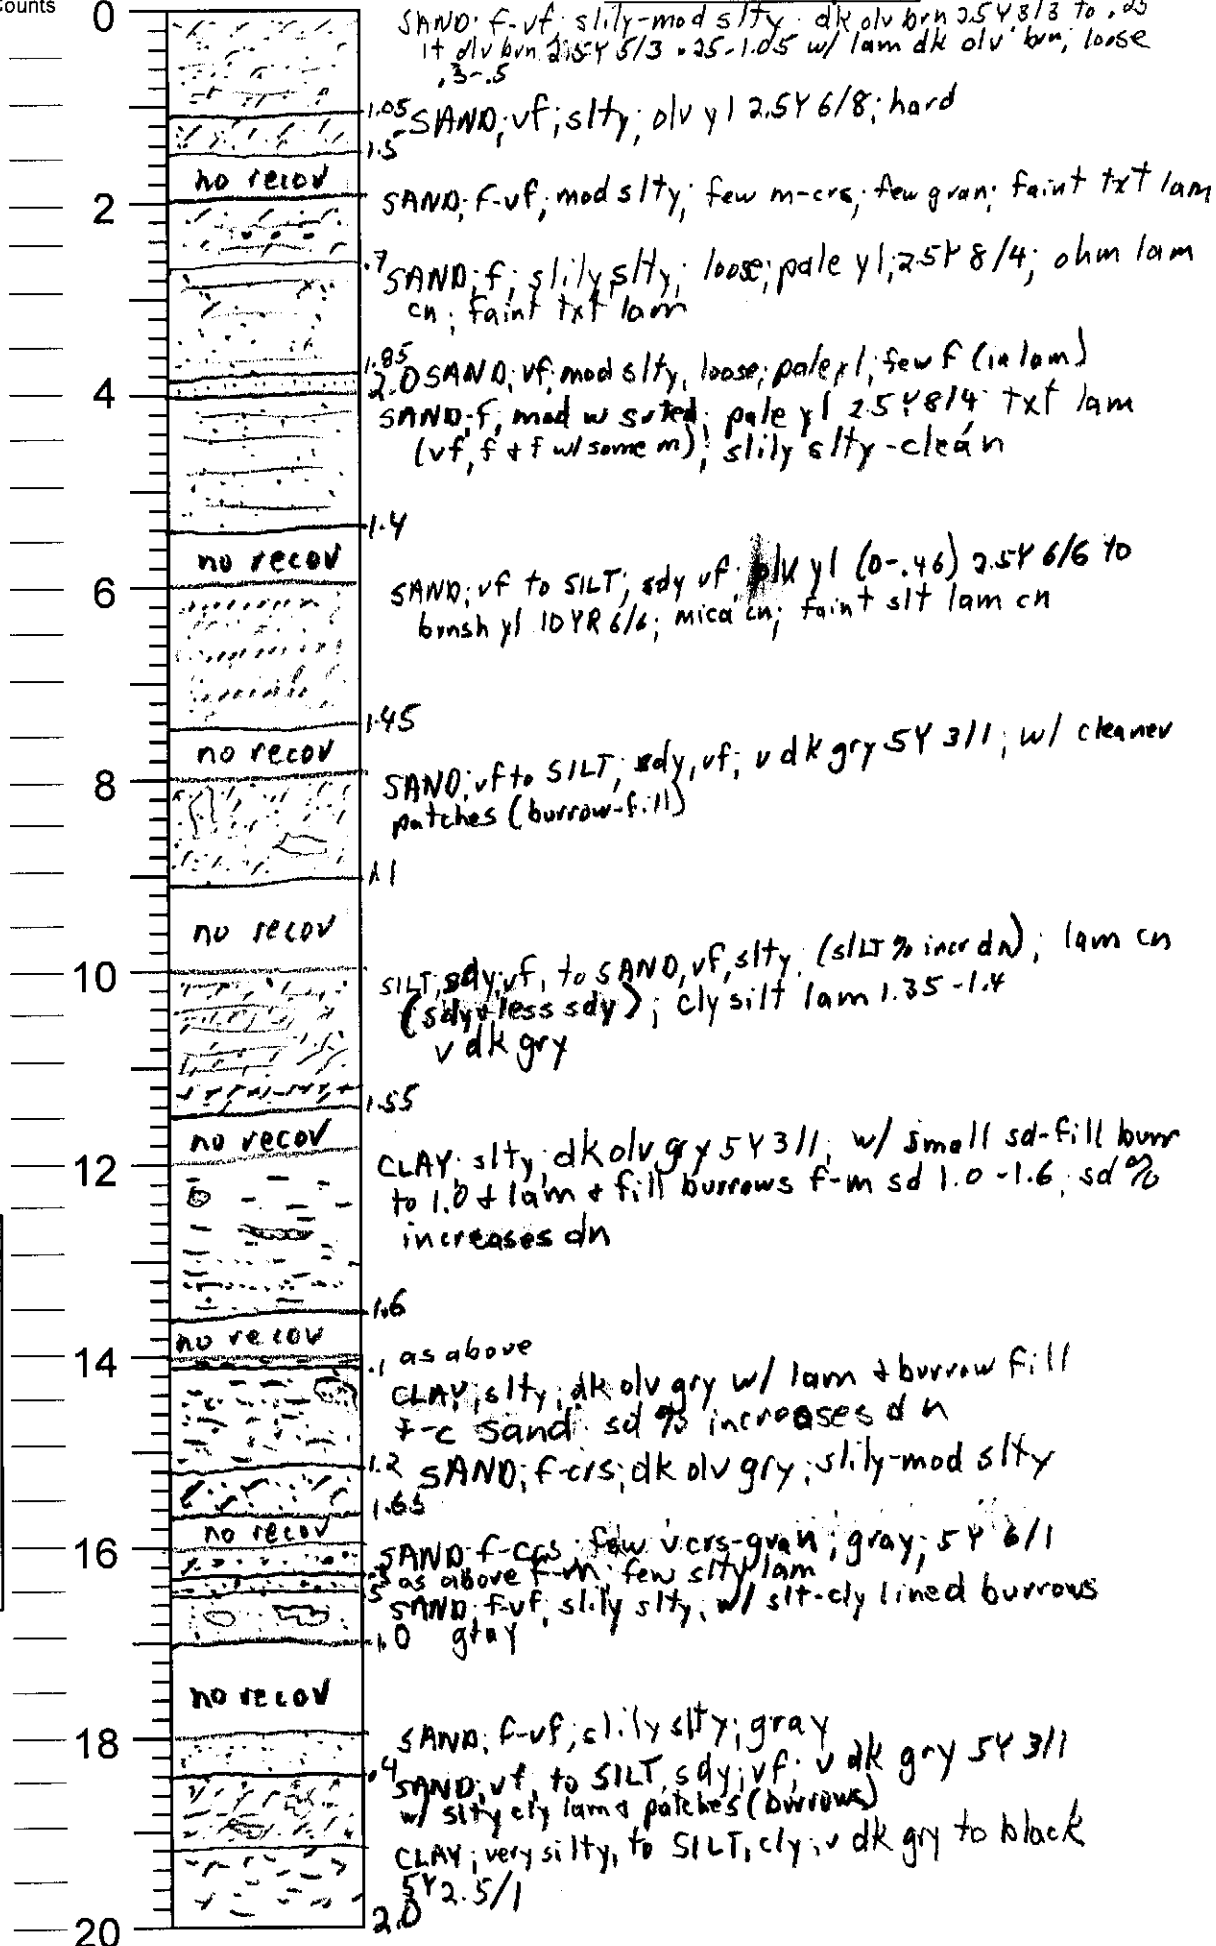 Counts
0
SAND; f-vf; slily-mod slty; dk olv brn 2.5Y 3/3 to .25
lt olv brn 2.5Y 5/3 .25-1.05 w/ lam dk olv brn, loose
.3-.5
1.05 SAND; vf; slty; olv yl 2.5Y 6/8; hard
1.5
no recov
2
SAND; f-vf; mod slty; few m-crs; few gran; faint txt lam
.7 SAND; f; slily slty; loose; pale yl; 2.5Y 8/4; ohm lam
cn; faint txt lam
1.85
2.0 SAND; vf; mod slty, loose; pale yl; few f (in lam)
4
SAND; f, mod w srted; pale yl 2.5Y 8/4 txt lam
(vf, f + f w/ some m); slily slty-clean
1.4
no recov
6
SAND; vf to SILT; sdy vf; olv yl (0-.46) 2.5Y 6/6 to
brnsh yl 10YR 6/6; mica cn; faint slt lam cn
1.45
no recov
8
SAND; vf to SILT; sdy, vf; v dk gry 5Y 3/1; w/ cleaner
patches (burrow-fill)
1.1
no recov
10
SILT, sdy, vf, to SAND, vf, slty. (SILT % incr dn); lam cn
(sdy + less sdy); cly silt lam 1.35-1.4
v dk gry
1.55
no recov
12
CLAY; slty; dk olv gry 5Y 3/1; w/ small sd-fill burr
to 1.0 + lam + fill burrows f-m sd 1.0-1.6; sd %
increases dn
1.6
no recov
14
.1 as above
CLAY; slty; dk olv gry w/ lam + burrow fill
f-c sand sd % increases dn
1.2 SAND; f-crs; dk olv gry; slily-mod slty
1.65
no recov
16
SAND f-crs; few vcrs-gran; gray; 5Y 6/1
.3 as above f-m few slty lam
.5 SAND; f-vf; slily slty; w/ slt-cly lined burrows
1.0 gray
no recov
18
SAND; f-vf; slily slty; gray
.4 SAND; vf, to SILT, sdy; vf; v dk gry 5Y 3/1
w/ slty cly lam & patches (burrows)
CLAY; very silty, to SILT, cly; v dk gry to black
5Y 2.5/1
2.0
20